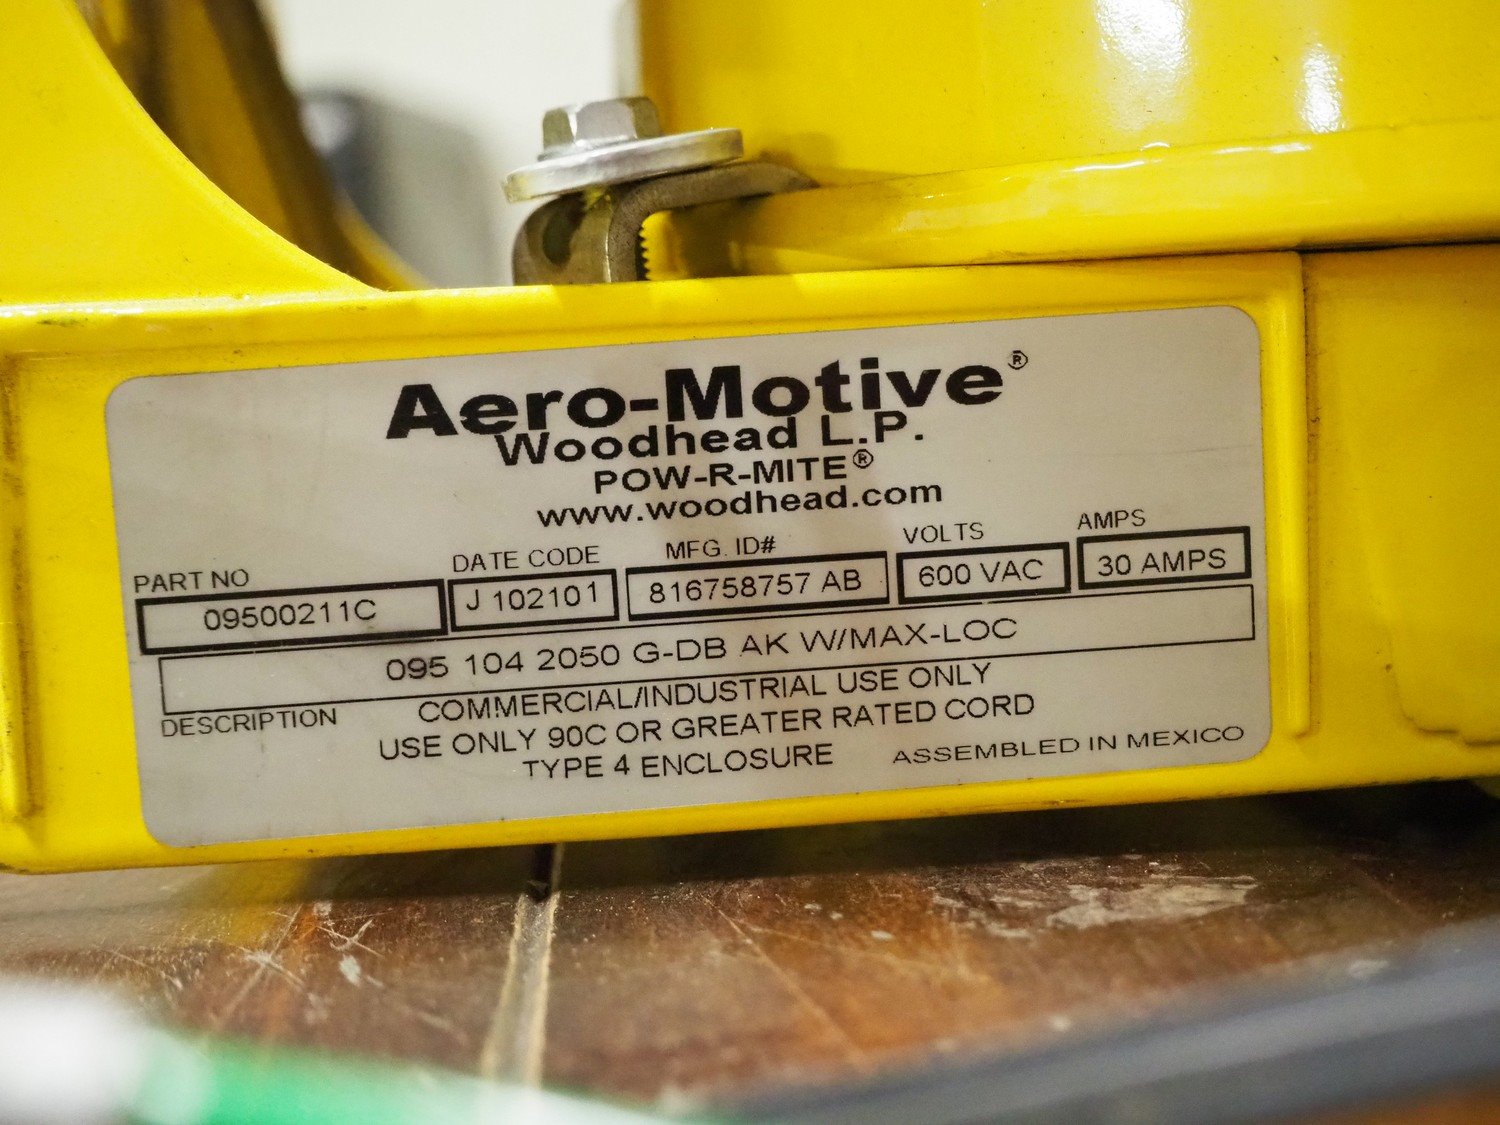 Aero-Motive®
Woodhead L.P.
POW-R-MITE®
www.woodhead.com
PART NO DATE CODE MFG. ID# VOLTS AMPS
09500211C J 102101 816758757 AB 600 VAC 30 AMPS
095 104 2050 G-DB AK W/MAX-LOC
DESCRIPTION COMMERCIAL/INDUSTRIAL USE ONLY
USE ONLY 90C OR GREATER RATED CORD
TYPE 4 ENCLOSURE ASSEMBLED IN MEXICO